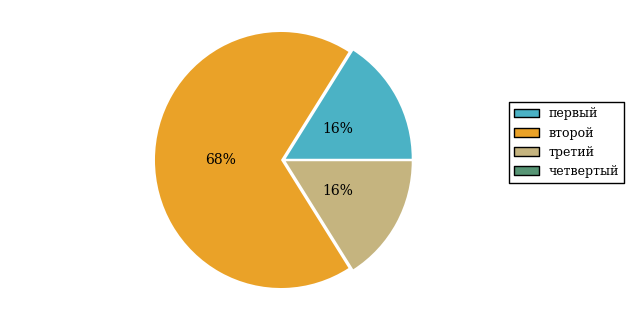 16%
68%
16%
первый
второй
третий
четвертый